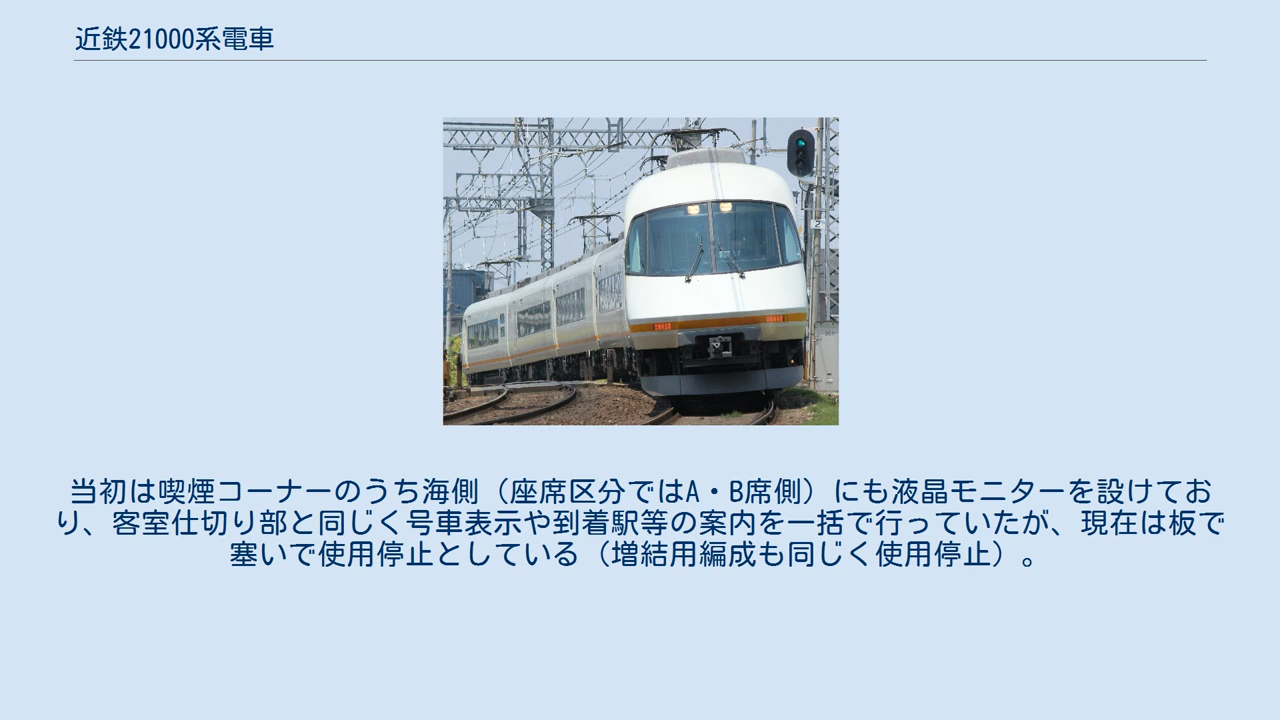 近鉄21000系電車
2
当初は喫煙コーナーのうち海側（座席区分ではA・B席側）にも液晶モニターを設けてお
り、客室仕切り部と同じく号車表示や到着駅等の案内を一括で行っていたが、現在は板で
塞いで使用停止としている（増結用編成も同じく使用停止）。